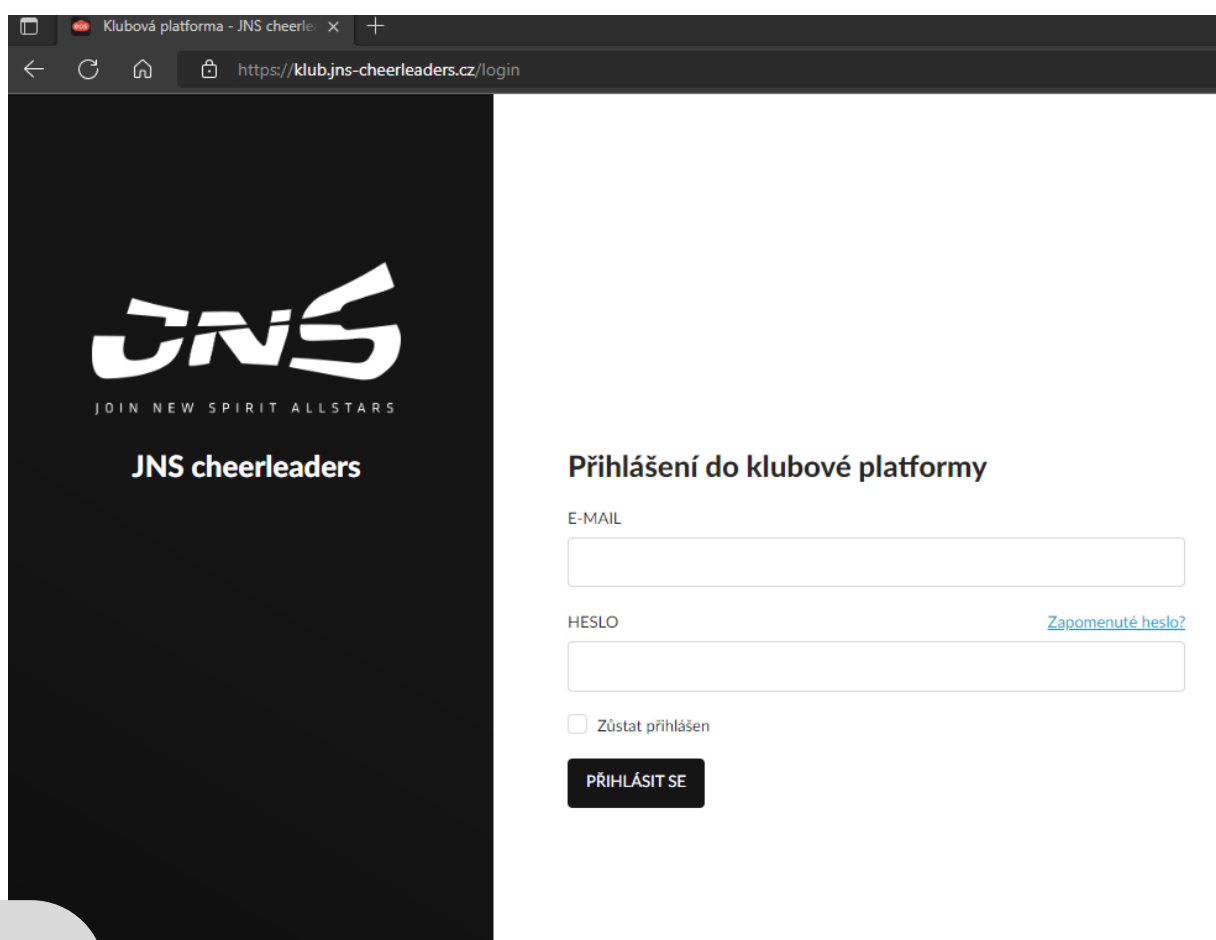 Klubová platforma - JNS cheerle
https://klub.jns-cheerleaders.cz/login
JNS
JOIN NEW SPIRIT ALLSTARS
JNS cheerleaders
Přihlášení do klubové platformy
E-MAIL
HESLO
Zapomenuté heslo?
Zůstat přihlášen
PŘIHLÁSIT SE